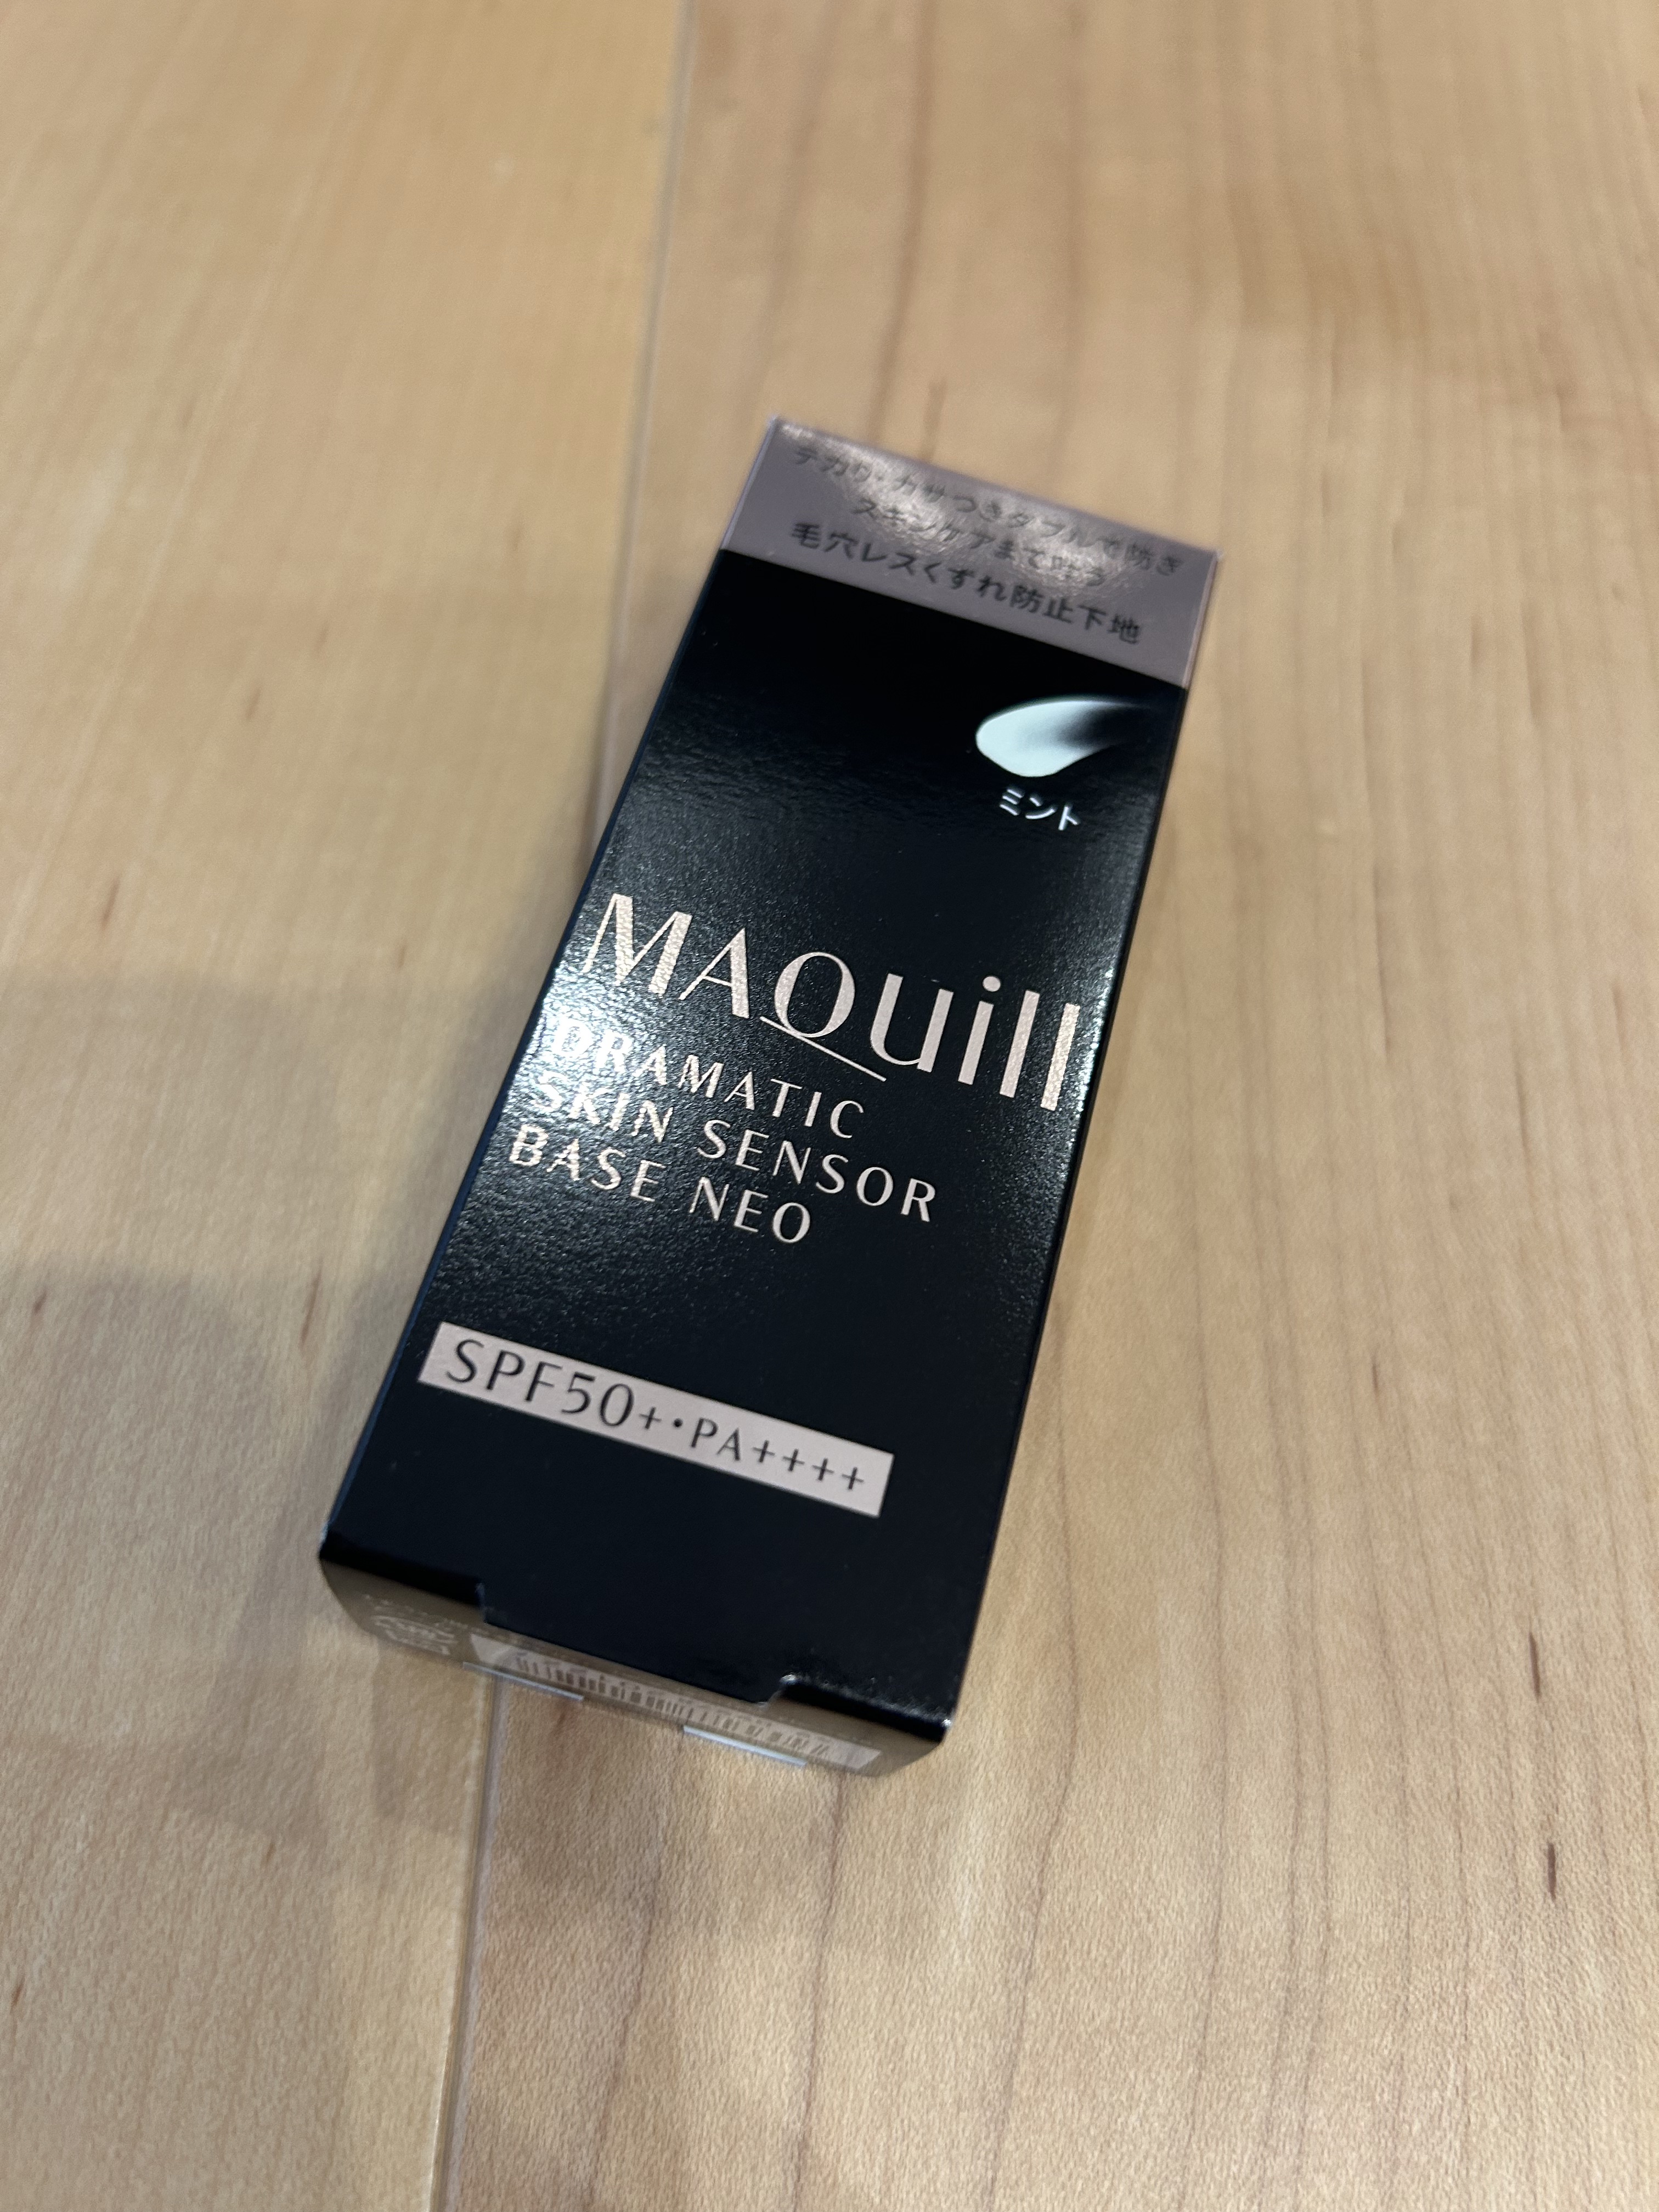 テカリ・カサつきダブルで防ぎ
スキンケアまで叶う
毛穴レスくずれ防止下地
ミント
MAQuill
DRAMATIC
SKIN SENSOR
BASE NEO
SPF50+・PA++++